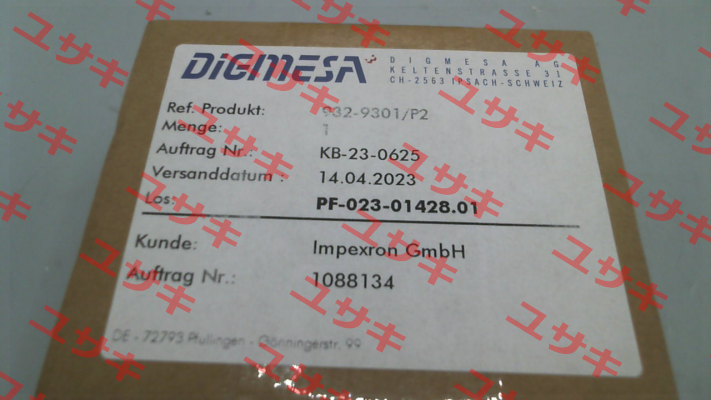 DIGMESA
DIGMESA AG
KELTENSTRASSE 31
CH-2563 IPSACH-SCHWEIZ
Ref. Produkt: 932-9301/P2
Menge: 1
Auftrag Nr.: KB-23-0625
Versanddatum : 14.04.2023
Los: PF-023-01428.01
Kunde: Impexron GmbH
Auftrag Nr.: 1088134
DE - 72793 Pfullingen - Gönningerstr. 99
ユサキ